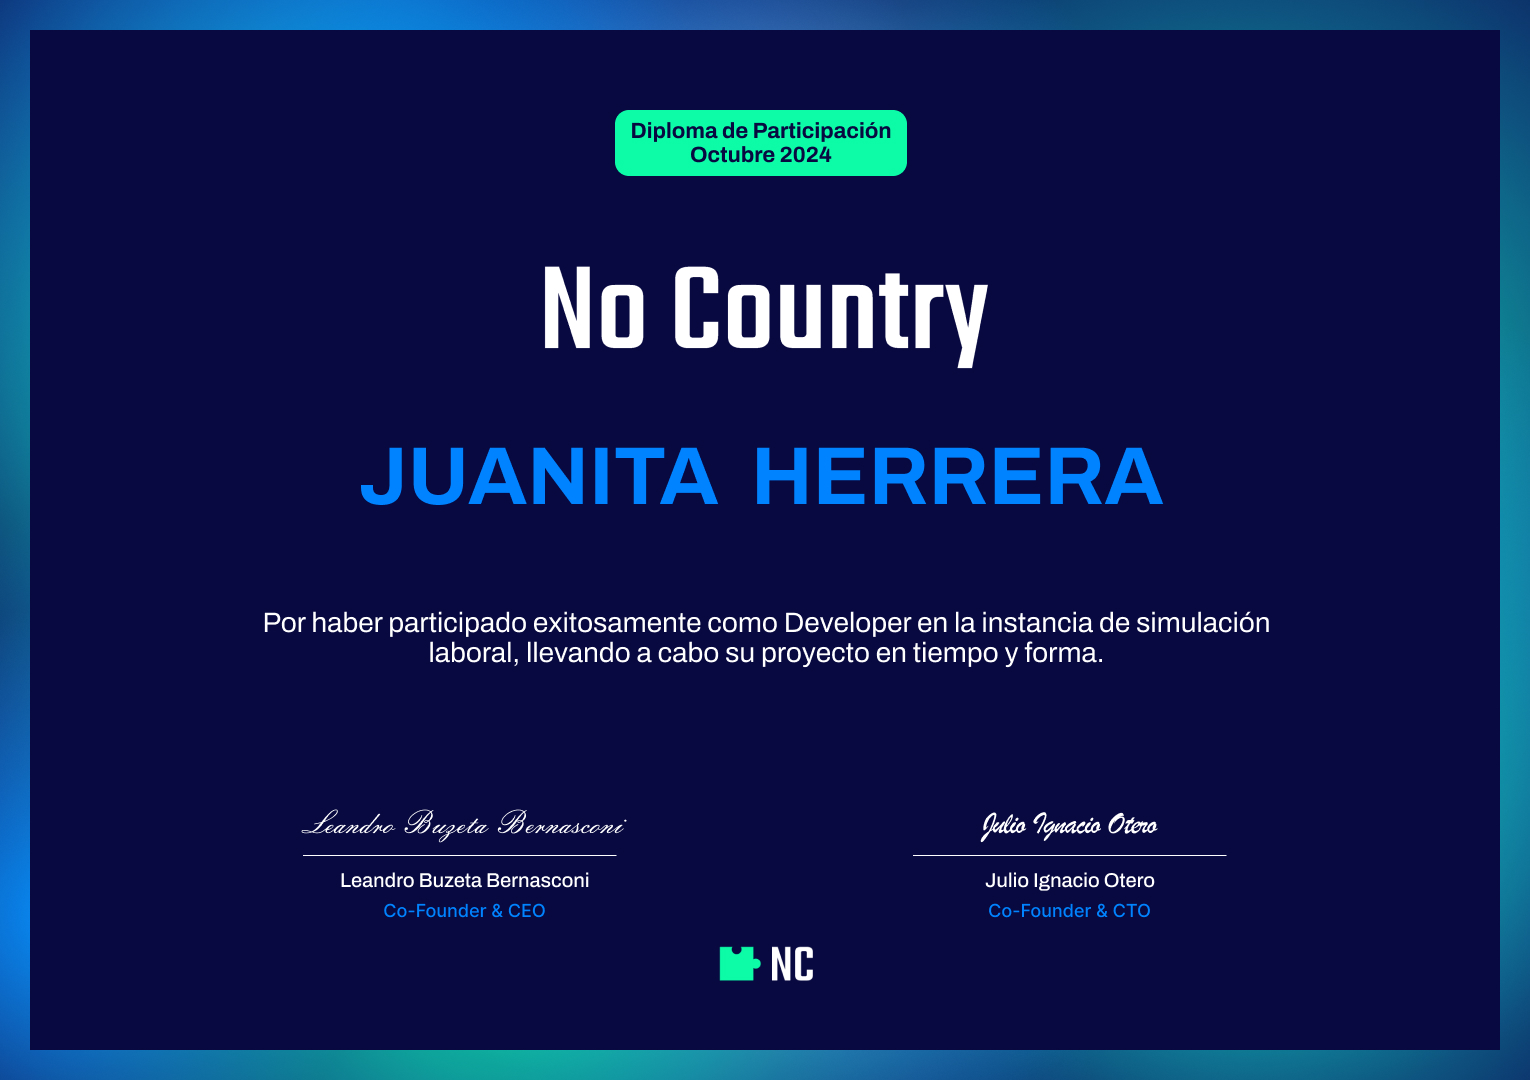 Diploma de Participación
Octubre 2024
No Country
JUANITA HERRERA
Por haber participado exitosamente como Developer en la instancia de simulación
laboral, llevando a cabo su proyecto en tiempo y forma.
Leandro Buzeta Bernasconi
Julio Ignacio Otero
Leandro Buzeta Bernasconi
Julio Ignacio Otero
Co-Founder & CEO
Co-Founder & CTO
NC